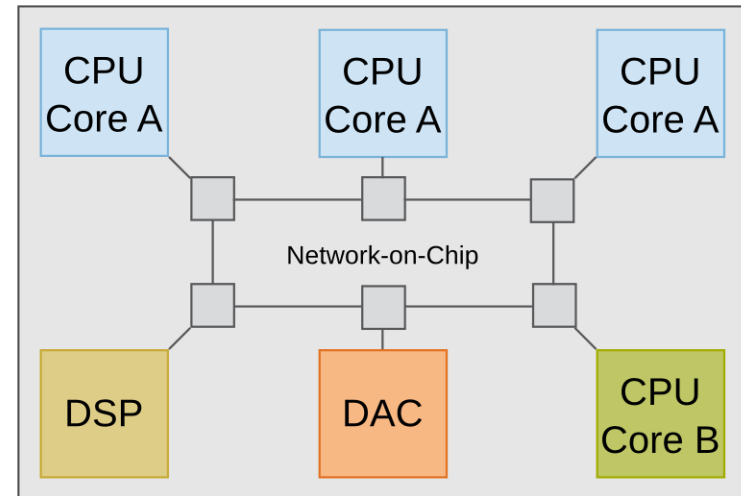 CPU
Core A
CPU
Core A
CPU
Core A
Network-on-Chip
DSP
DAC
CPU
Core B